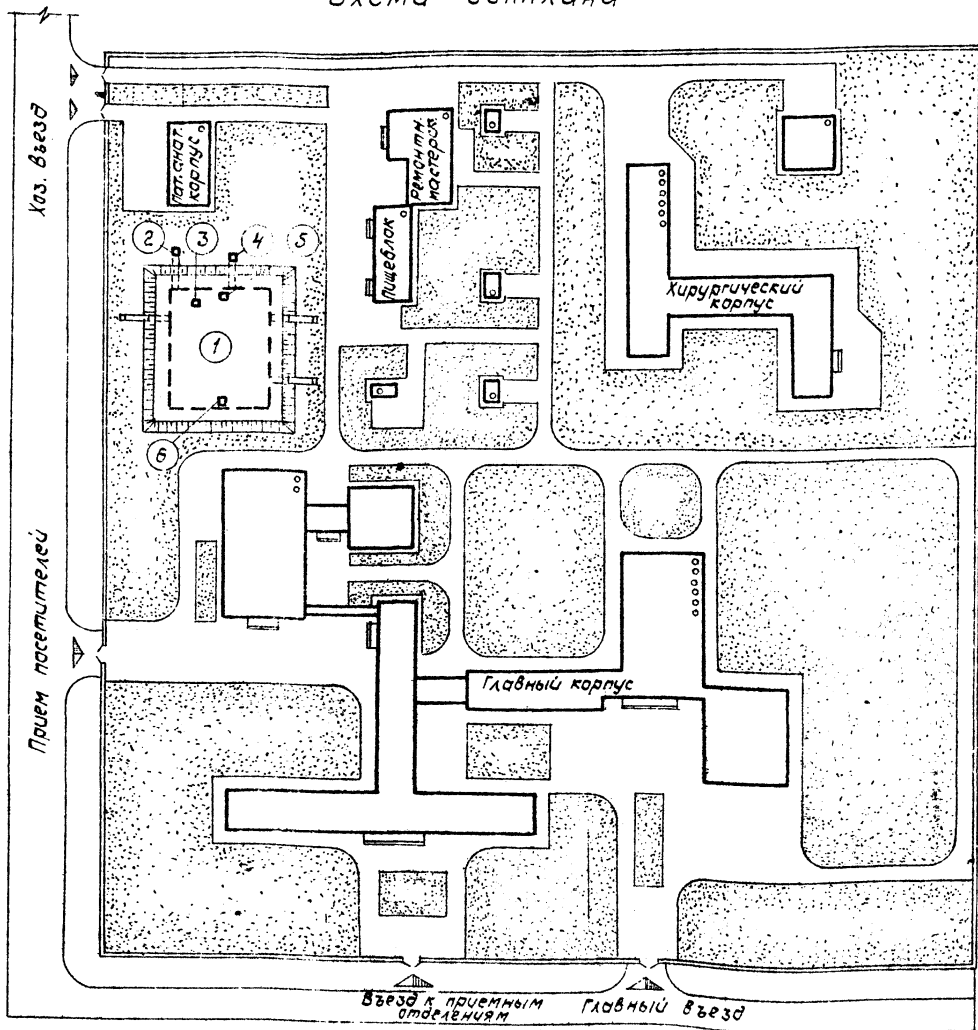 Схема генплана
Хоз. въезд
Пат. анат.
корпус
Ремонтн.
мастерск.
Пищеблок
2
3
4
5
Хирургический
корпус
1
6
Прием посетителей
Главный корпус
Въезд к приемным
отделениям
Главный въезд